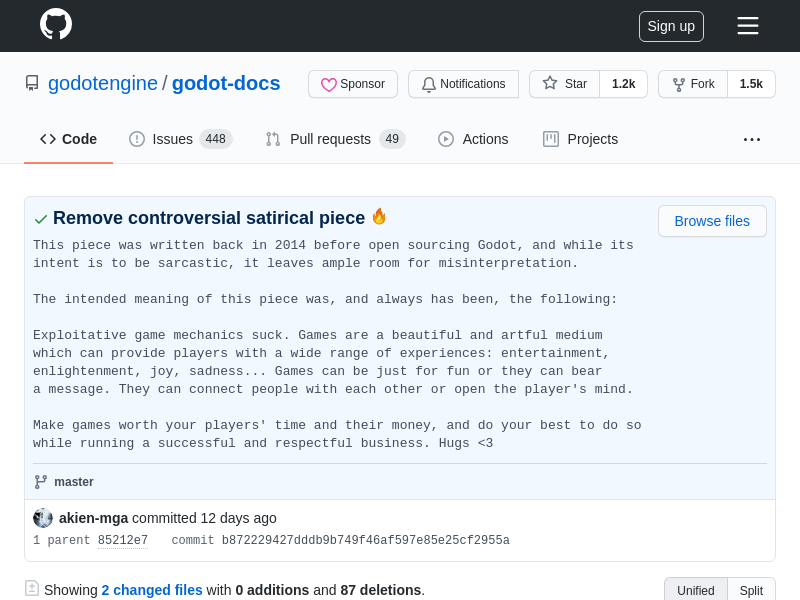 Sign up
godotengine / godot-docs
Sponsor
Notifications
Star 1.2k
Fork 1.5k
Code
Issues 448
Pull requests 49
Actions
Projects
Remove controversial satirical piece 🔥
Browse files
This piece was written back in 2014 before open sourcing Godot, and while its
intent is to be sarcastic, it leaves ample room for misinterpretation.
The intended meaning of this piece was, and always has been, the following:
Exploitative game mechanics suck. Games are a beautiful and artful medium
which can provide players with a wide range of experiences: entertainment,
enlightenment, joy, sadness... Games can be just for fun or they can bear
a message. They can connect people with each other or open the player's mind.
Make games worth your players' time and their money, and do your best to do so
while running a successful and respectful business. Hugs <3
master
akien-mga committed 12 days ago
1 parent 85212e7 commit b872229427dddb9b749f46af597e85e25cf2955a
Showing 2 changed files with 0 additions and 87 deletions.
Unified Split